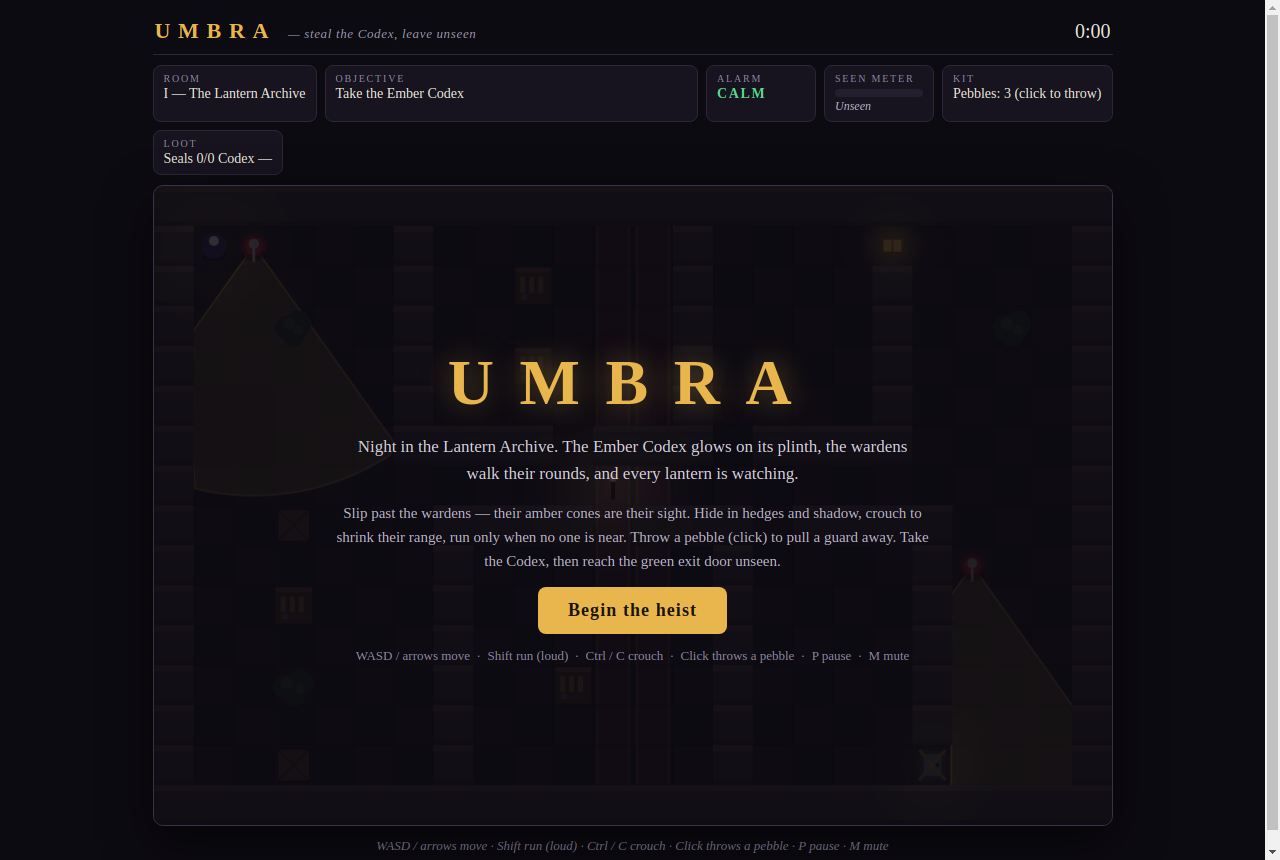 UMBRA — steal the Codex, leave unseen 0:00
ROOM
I — The Lantern Archive
OBJECTIVE
Take the Ember Codex
ALARM
CALM
SEEN METER
Unseen
KIT
Pebbles: 3 (click to throw)
LOOT
Seals 0/0 Codex —
UMBRA
Night in the Lantern Archive. The Ember Codex glows on its plinth, the wardens
walk their rounds, and every lantern is watching.
Slip past the wardens — their amber cones are their sight. Hide in hedges and shadow, crouch to
shrink their range, run only when no one is near. Throw a pebble (click) to pull a guard away. Take
the Codex, then reach the green exit door unseen.
Begin the heist
WASD / arrows move · Shift run (loud) · Ctrl / C crouch · Click throws a pebble · P pause · M mute
WASD / arrows move · Shift run (loud) · Ctrl / C crouch · Click throws a pebble · P pause · M mute